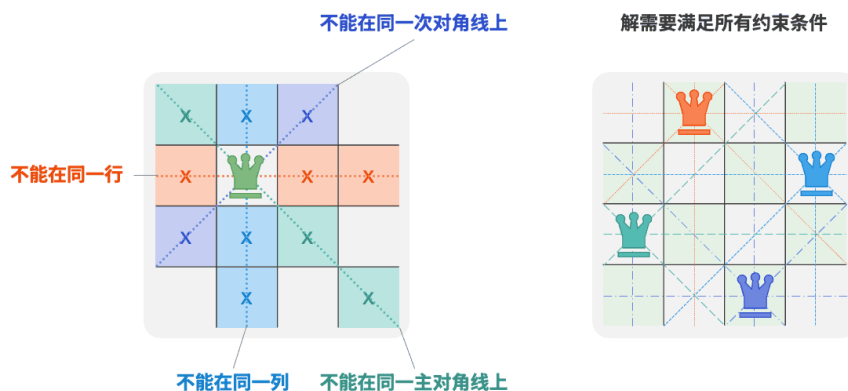 不能在同一次对角线上
解需要满足所有约束条件
X X X
不能在同一行
X X X
X X X
X X
不能在同一列
不能在同一主对角线上